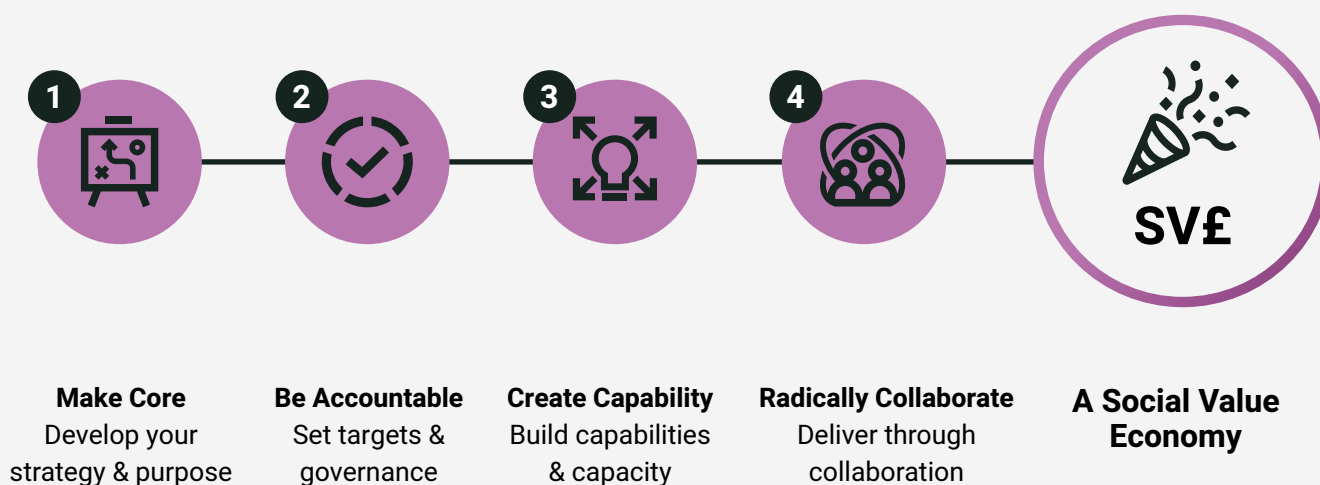 1
2
3
4
SV£
Make Core
Develop your
strategy & purpose
Be Accountable
Set targets &
governance
Create Capability
Build capabilities
& capacity
Radically Collaborate
Deliver through
collaboration
A Social Value
Economy